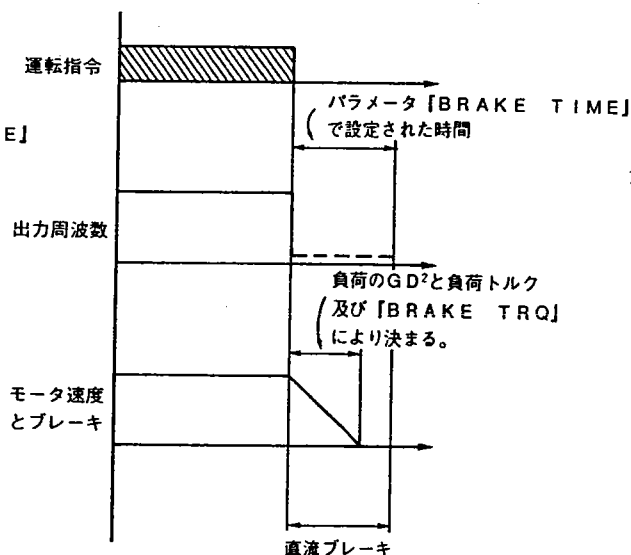 運転指令
パラメータ『BRAKE TIME』
で設定された時間
E』
出力周波数
負荷のGD²と負荷トルク
及び『BRAKE TRQ』
により決まる。
モータ速度
とブレーキ
直流ブレーキ